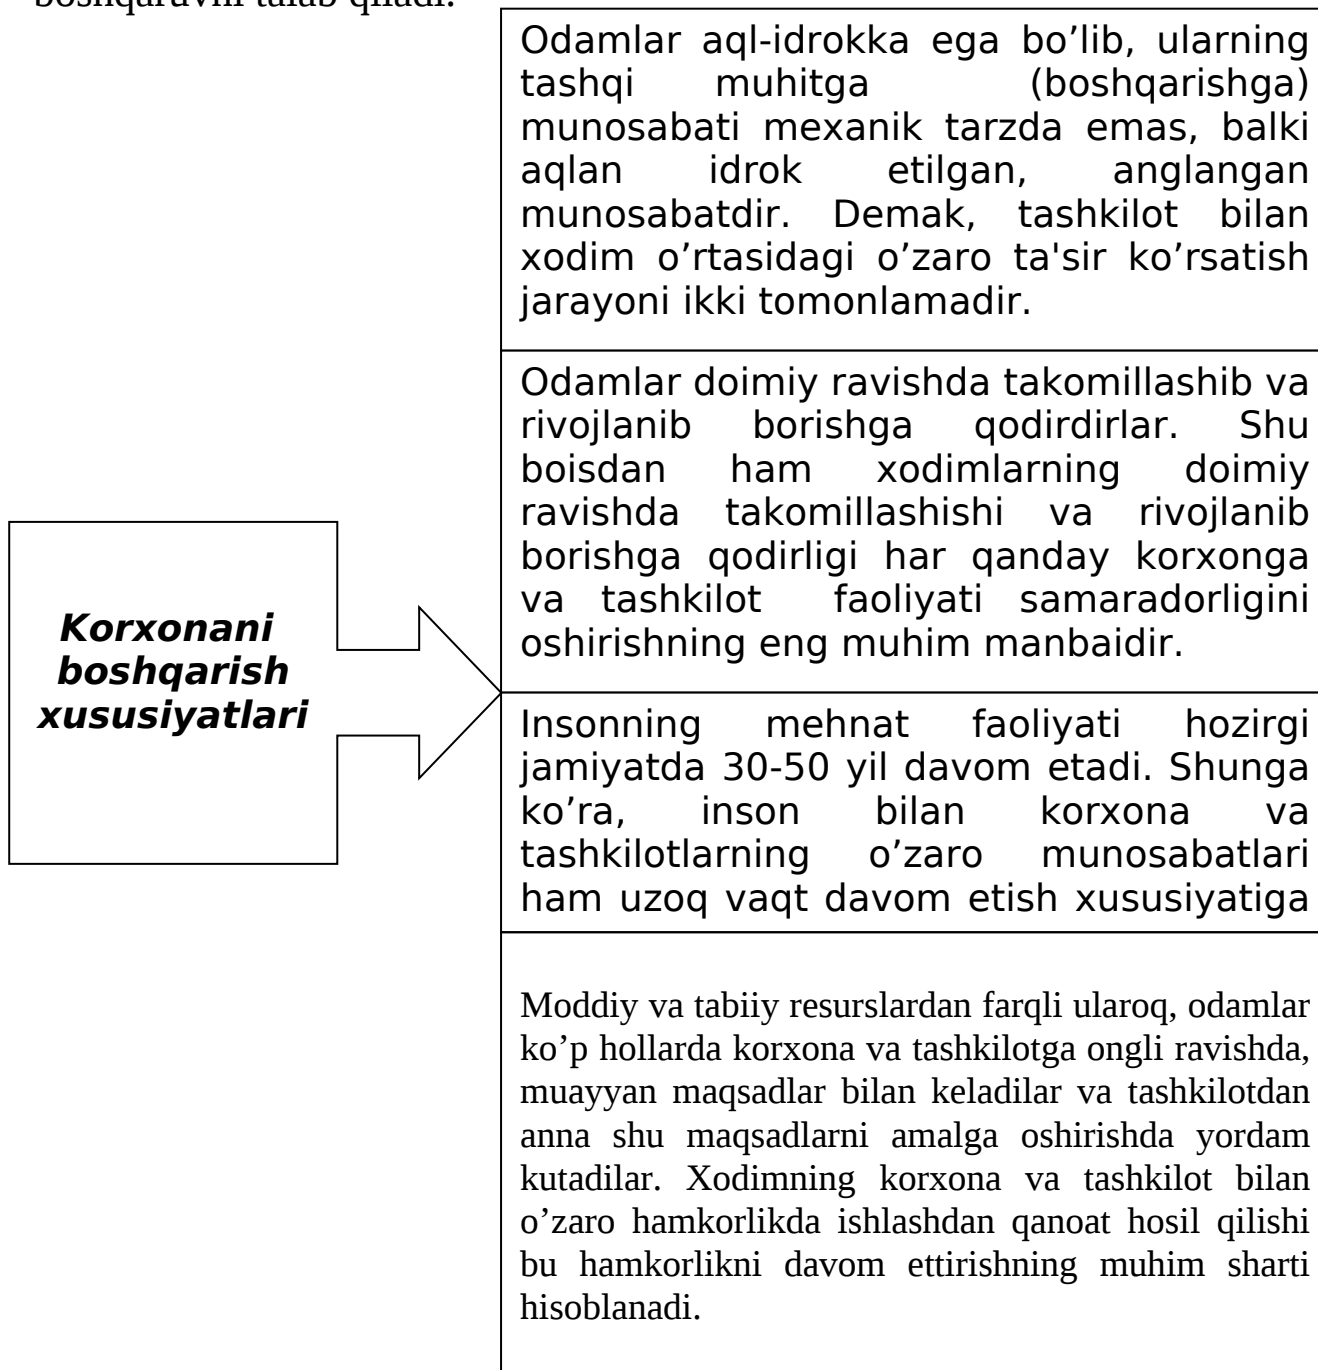 boshqaruvni talab qiladi.
Odamlar aql-idrokka ega bo’lib, ularning
tashqi muhitga (boshqarishga)
munosabati mexanik tarzda emas, balki
aqlan idrok etilgan, anglangan
munosabatdir. Demak, tashkilot bilan
xodim o’rtasidagi o’zaro ta'sir ko’rsatish
jarayoni ikki tomonlamadir.
Odamlar doimiy ravishda takomillashib va
rivojlanib borishga qodirdirlar. Shu
boisdan ham xodimlarning doimiy
ravishda takomillashishi va rivojlanib
borishga qodirligi har qanday korxonga
va tashkilot faoliyati samaradorligini
oshirishning eng muhim manbaidir.
Korxonani
boshqarish
xususiyatlari
Insonning mehnat faoliyati hozirgi
jamiyatda 30-50 yil davom etadi. Shunga
ko’ra, inson bilan korxona va
tashkilotlarning o’zaro munosabatlari
ham uzoq vaqt davom etish xususiyatiga
Moddiy va tabiiy resurslardan farqli ularoq, odamlar
ko’p hollarda korxona va tashkilotga ongli ravishda,
muayyan maqsadlar bilan keladilar va tashkilotdan
anna shu maqsadlarni amalga oshirishda yordam
kutadilar. Xodimning korxona va tashkilot bilan
o’zaro hamkorlikda ishlashdan qanoat hosil qilishi
bu hamkorlikni davom ettirishning muhim sharti
hisoblanadi.